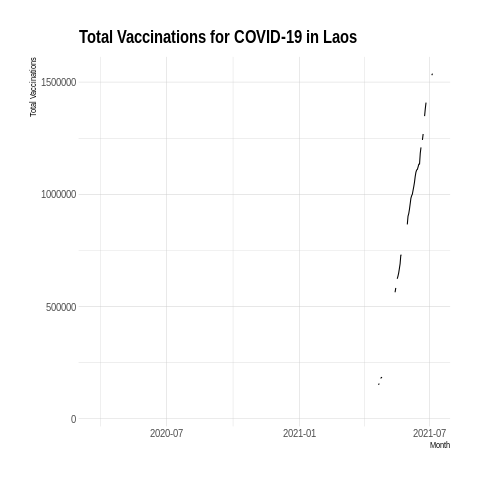 Total Vaccinations for COVID-19 in Laos
Total Vaccinations
1500000
1000000
500000
0
2020-07
2021-01
2021-07
Month